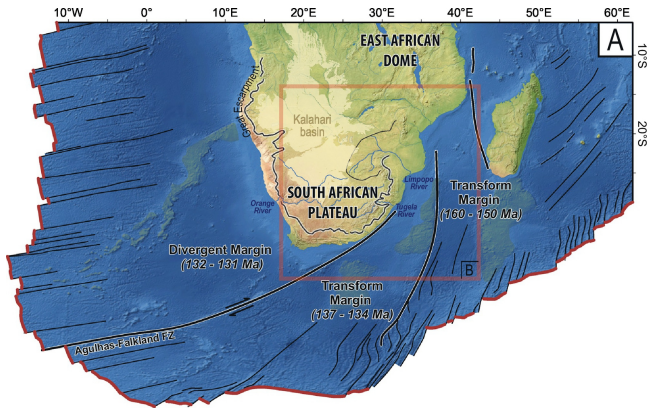 10°W 0° 10°E 20°E 30°E 40°E 50°E 60°E
A
10°S
20°S
EAST AFRICAN
DOME
Great Escarpment
Kalahari
basin
SOUTH AFRICAN
PLATEAU
Orange
River
Limpopo
River
Tugela
River
Transform
Margin
(160 - 150 Ma)
Divergent Margin
(132 - 131 Ma)
B
Transform
Margin
(137 - 134 Ma)
Agulhas-Falkland FZ